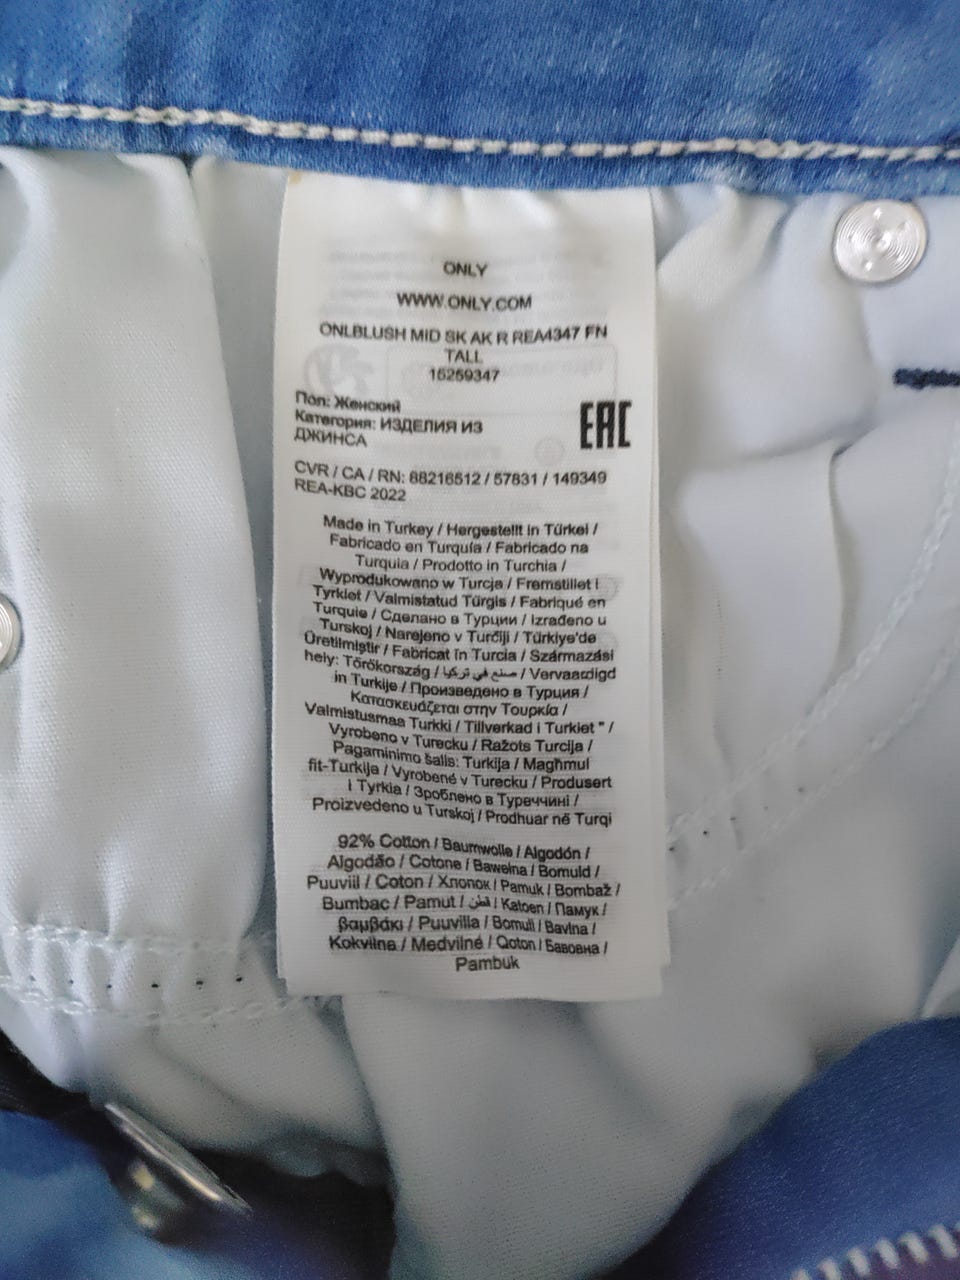 ONLY
WWW.ONLY.COM
ONLBLUSH MID SK AK R REA4347 FN
TALL
15259347
Пол: Женский
Категория: ИЗДЕЛИЯ ИЗ
ДЖИНСА
EAC
CVR / CA / RN: 88216512 / 57831 / 149349
REA-KBC 2022
Made in Turkey / Hergestellt in Türkei /
Fabricado en Turquía / Fabricado na
Turquia / Prodotto in Turchia /
Wyprodukowano w Turcja / Fremstillet i
Tyrkiet / Valmistatud Türgis / Fabriqué en
Turquie / Сделано в Турции / Izrađeno u
Turskoj / Narejeno v Turčiji / Türkiye'de
Üretilmiştir / Fabricat în Turcia / Származási
hely: Törökország / صنع في تركيا / Vervaardigd
in Turkije / Произведено в Турция /
Κατασκευάζεται στην Τουρκία /
Valmistusmaa Turkki / Tillverkad i Turkiet " /
Vyrobeno v Turecku / Ražots Turcija /
Pagaminimo šalis: Turkija / Magħmul
fit-Turkija / Vyrobené v Turecku / Produsert
i Tyrkia / Зроблено в Туреччині /
Proizvedeno u Turskoj / Prodhuar në Turqi
92% Cotton / Baumwolle / Algodón /
Algodão / Cotone / Bawełna / Bomuld /
Puuviil / Coton / Хлопок / Pamuk / Bombaž /
Bumbac / Pamut / قطن / Katoen / Памук /
βαμβάκι / Puuvilla / Bomull / Bavlna /
Kokvilna / Medvilnė / Qoton / Бавовна /
Pambuk